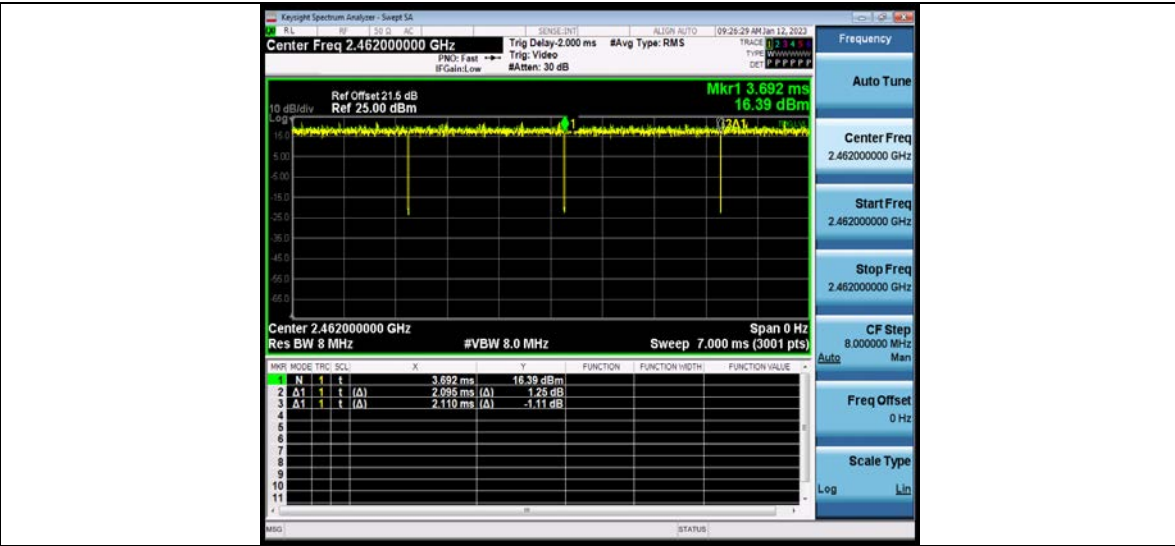 Keysight Spectrum Analyzer - Swept SA
RL RF 50 Ω AC SENSE:INT ALIGN AUTO 09:26:29 AM Jan 12, 2023
Center Freq 2.462000000 GHz
Trig Delay-2.000 ms #Avg Type: RMS
TRACE 1 2 3 4 5 6
PNO: Fast Trig: Video
TYPE WWWWWW
IFGain:Low #Atten: 30 dB
DET P P P P P P
Frequency
Auto Tune
Mkr1 3.692 ms
16.39 dBm
Ref Offset 21.5 dB
10 dB/div Ref 25.00 dBm
Log
1
2Δ1
15.0
5.00
-5.00
-15.0
-25.0
-35.0
-45.0
-55.0
-65.0
Center 2.462000000 GHz Span 0 Hz
Res BW 8 MHz #VBW 8.0 MHz Sweep 7.000 ms (3001 pts)
Center Freq
2.462000000 GHz
Start Freq
2.462000000 GHz
Stop Freq
2.462000000 GHz
CF Step
8.000000 MHz
Auto Man
Freq Offset
0 Hz
Scale Type
Log Lin
MKR MODE TRC SCL X Y FUNCTION FUNCTION WIDTH FUNCTION VALUE
1 N 1 t 3.692 ms 16.39 dBm
2 Δ1 1 t (Δ) 2.095 ms (Δ) 1.25 dB
3 Δ1 1 t (Δ) 2.110 ms (Δ) -1.11 dB
4
5
6
7
8
9
10
11
MSG STATUS